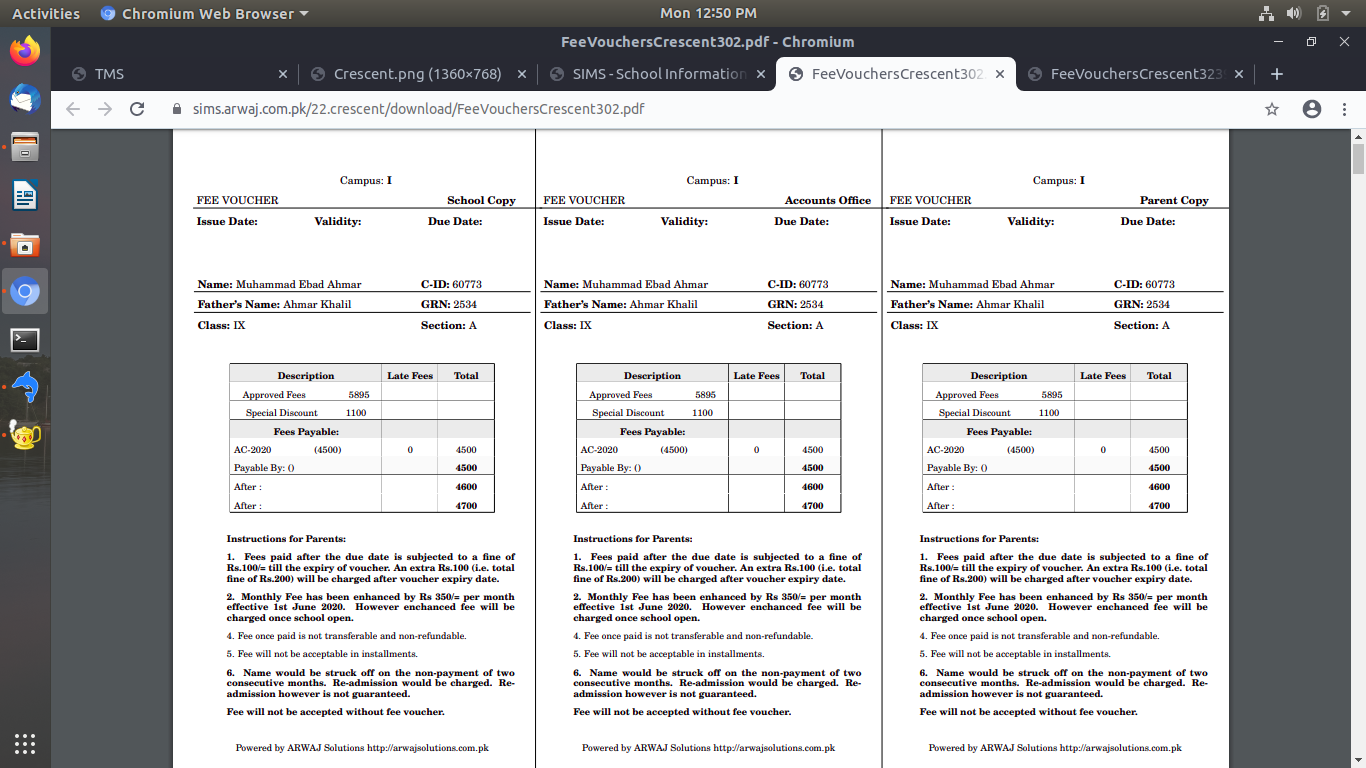 Activities Chromium Web Browser Mon 12:50 PM
FeeVouchersCrescent302.pdf - Chromium
TMS Crescent.png (1360×768) SIMS - School Information FeeVouchersCrescent302 FeeVouchersCrescent323
sims.arwaj.com.pk/22.crescent/download/FeeVouchersCrescent302.pdf
Campus: I
FEE VOUCHER School Copy
Issue Date: Validity: Due Date:
Name: Muhammad Ebad Ahmar C-ID: 60773
Father's Name: Ahmar Khalil GRN: 2534
Class: IX Section: A
Description Late Fees Total
Approved Fees 5895
Special Discount 1100
Fees Payable:
AC-2020 (4500) 0 4500
Payable By: () 4500
After : 4600
After : 4700
Instructions for Parents:
1. Fees paid after the due date is subjected to a fine of
Rs.100/= till the expiry of voucher. An extra Rs.100 (i.e. total
fine of Rs.200) will be charged after voucher expiry date.
2. Monthly Fee has been enhanced by Rs 350/= per month
effective 1st June 2020. However enchanced fee will be
charged once school open.
4. Fee once paid is not transferable and non-refundable.
5. Fee will not be acceptable in installments.
6. Name would be struck off on the non-payment of two
consecutive months. Re-admission would be charged. Re-
admission however is not guaranteed.
Fee will not be accepted without fee voucher.
Powered by ARWAJ Solutions http://arwajsolutions.com.pk
Campus: I
FEE VOUCHER Accounts Office
Issue Date: Validity: Due Date:
Name: Muhammad Ebad Ahmar C-ID: 60773
Father's Name: Ahmar Khalil GRN: 2534
Class: IX Section: A
Description Late Fees Total
Approved Fees 5895
Special Discount 1100
Fees Payable:
AC-2020 (4500) 0 4500
Payable By: () 4500
After : 4600
After : 4700
Instructions for Parents:
1. Fees paid after the due date is subjected to a fine of
Rs.100/= till the expiry of voucher. An extra Rs.100 (i.e. total
fine of Rs.200) will be charged after voucher expiry date.
2. Monthly Fee has been enhanced by Rs 350/= per month
effective 1st June 2020. However enchanced fee will be
charged once school open.
4. Fee once paid is not transferable and non-refundable.
5. Fee will not be acceptable in installments.
6. Name would be struck off on the non-payment of two
consecutive months. Re-admission would be charged. Re-
admission however is not guaranteed.
Fee will not be accepted without fee voucher.
Powered by ARWAJ Solutions http://arwajsolutions.com.pk
Campus: I
FEE VOUCHER Parent Copy
Issue Date: Validity: Due Date:
Name: Muhammad Ebad Ahmar C-ID: 60773
Father's Name: Ahmar Khalil GRN: 2534
Class: IX Section: A
Description Late Fees Total
Approved Fees 5895
Special Discount 1100
Fees Payable:
AC-2020 (4500) 0 4500
Payable By: () 4500
After : 4600
After : 4700
Instructions for Parents:
1. Fees paid after the due date is subjected to a fine of
Rs.100/= till the expiry of voucher. An extra Rs.100 (i.e. total
fine of Rs.200) will be charged after voucher expiry date.
2. Monthly Fee has been enhanced by Rs 350/= per month
effective 1st June 2020. However enchanced fee will be
charged once school open.
4. Fee once paid is not transferable and non-refundable.
5. Fee will not be acceptable in installments.
6. Name would be struck off on the non-payment of two
consecutive months. Re-admission would be charged. Re-
admission however is not guaranteed.
Fee will not be accepted without fee voucher.
Powered by ARWAJ Solutions http://arwajsolutions.com.pk